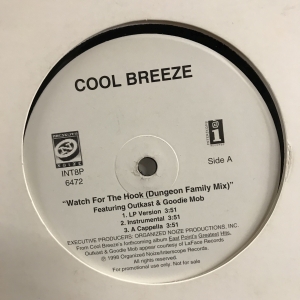 COOL BREEZE
ORGANIZED
NOIZE
INT8P
6472
INTERSCOPE
Side A
"Watch For The Hook (Dungeon Family Mix)"
Featuring Outkast & Goodie Mob
1. LP Version 3:51
2. Instrumental 3:51
3. A Cappella 3:51
EXECUTIVE PRODUCERS: ORGANIZED NOIZE PRODUCTIONS, INC.
From Cool Breeze's forthcoming album East Point's Greatest Hits.
Outkast & Goodie Mob appear courtesy of LaFace Records
© 1998 Organized Noize/Interscope Records.
All rights reserved.
For promotional use only. Not for sale